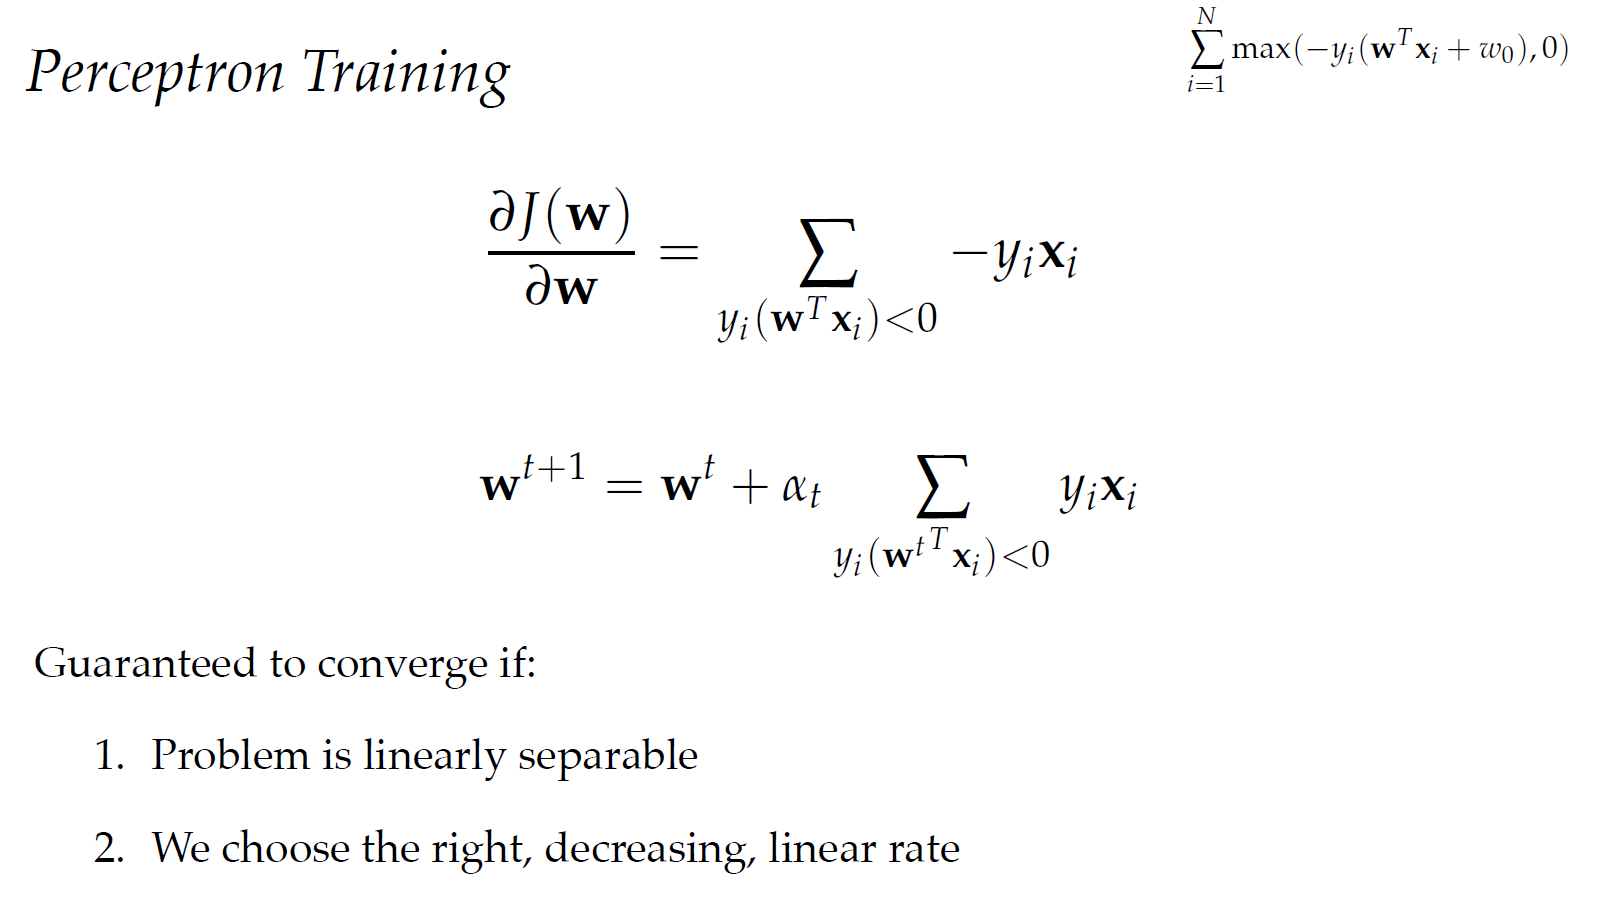 Perceptron Training
$\sum_{i=1}^{N} \max(-y_i(\mathbf{w}^T\mathbf{x}_i + w_0), 0)$
$\frac{\partial J(\mathbf{w})}{\partial \mathbf{w}} = \sum_{y_i(\mathbf{w}^T\mathbf{x}_i)<0} -y_i\mathbf{x}_i$
$\mathbf{w}^{t+1} = \mathbf{w}^t + \alpha_t \sum_{y_i(\mathbf{w}^{t^T}\mathbf{x}_i)<0} y_i\mathbf{x}_i$
Guaranteed to converge if:
1. Problem is linearly separable
2. We choose the right, decreasing, linear rate